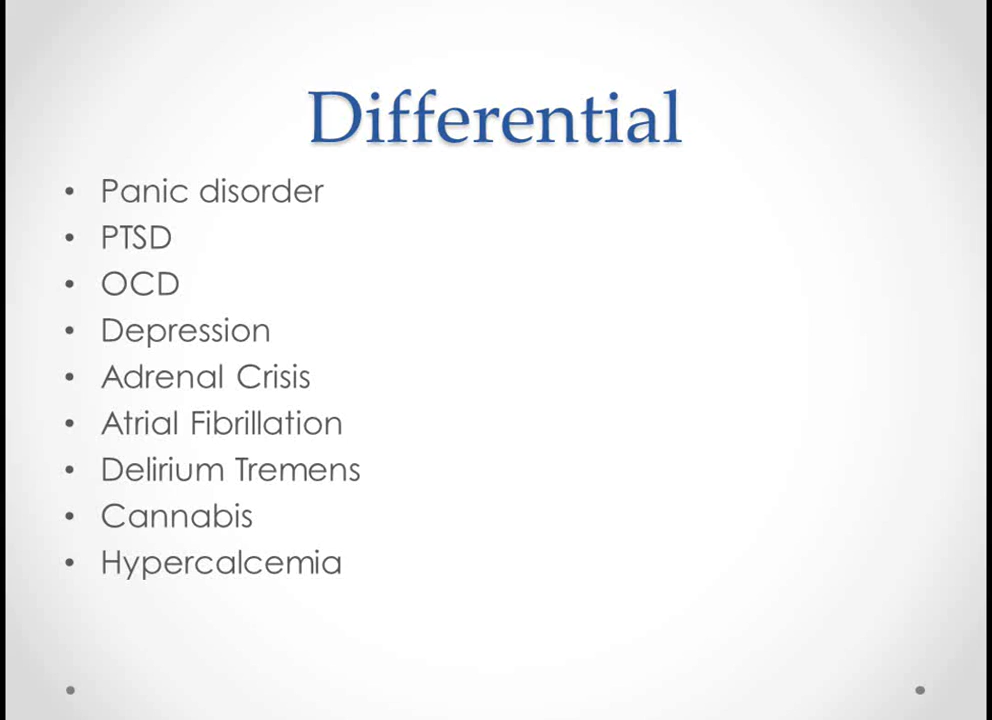 Differential
• Panic disorder
• PTSD
• OCD
• Depression
• Adrenal Crisis
• Atrial Fibrillation
• Delirium Tremens
• Cannabis
• Hypercalcemia